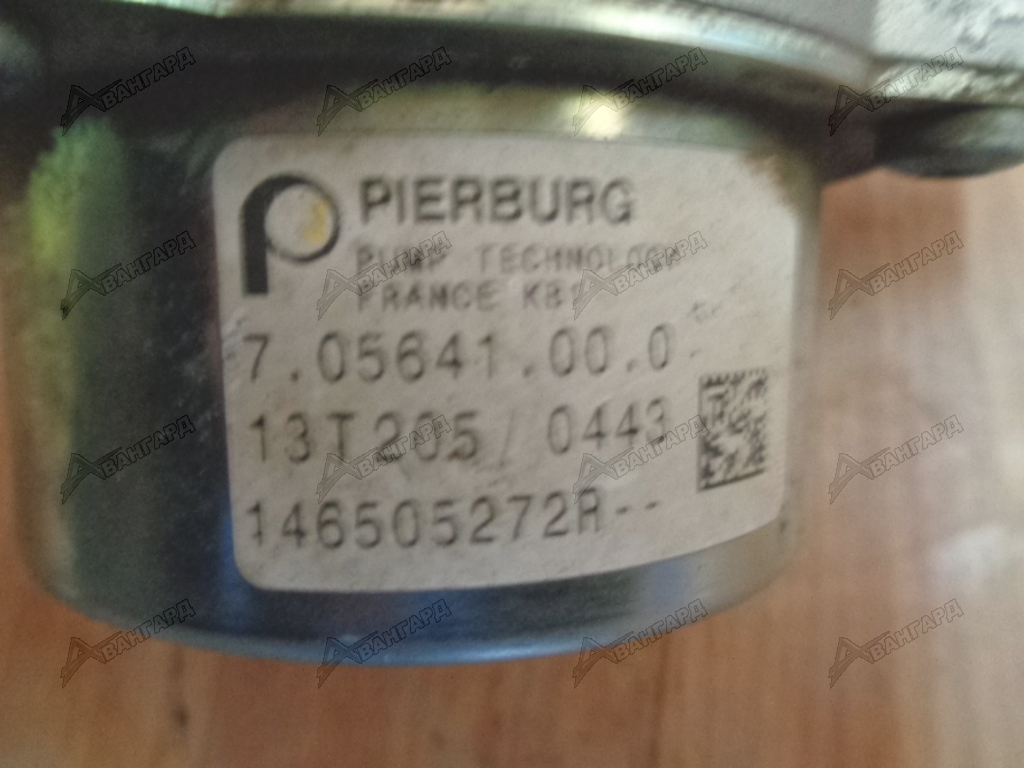 PIERBURG
PUMP TECHNOLOGY
FRANCE
7.05641.00.0
13T205/0443
146505272R--
АВАНГАРД